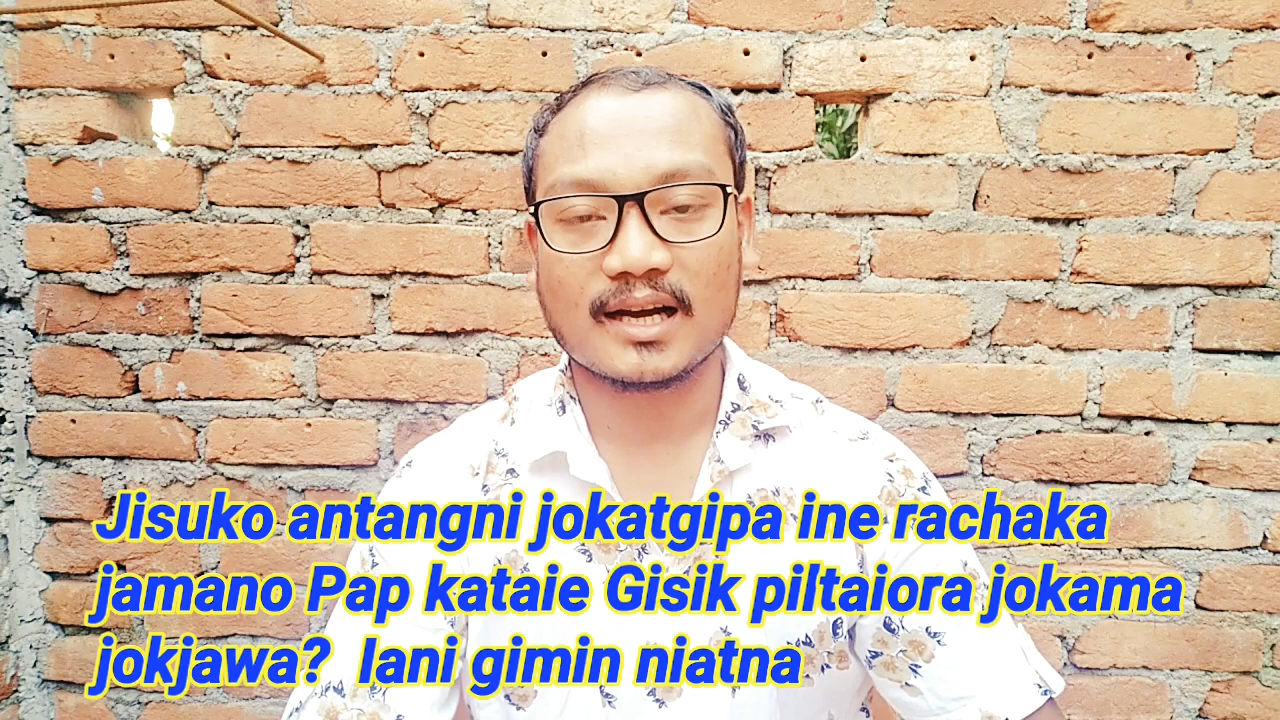 Jisuko antangni jokatgipa ine rachaka
jamano Pap kataie Gisik piltaiora jokama
jokjawa? Iani gimin niatna